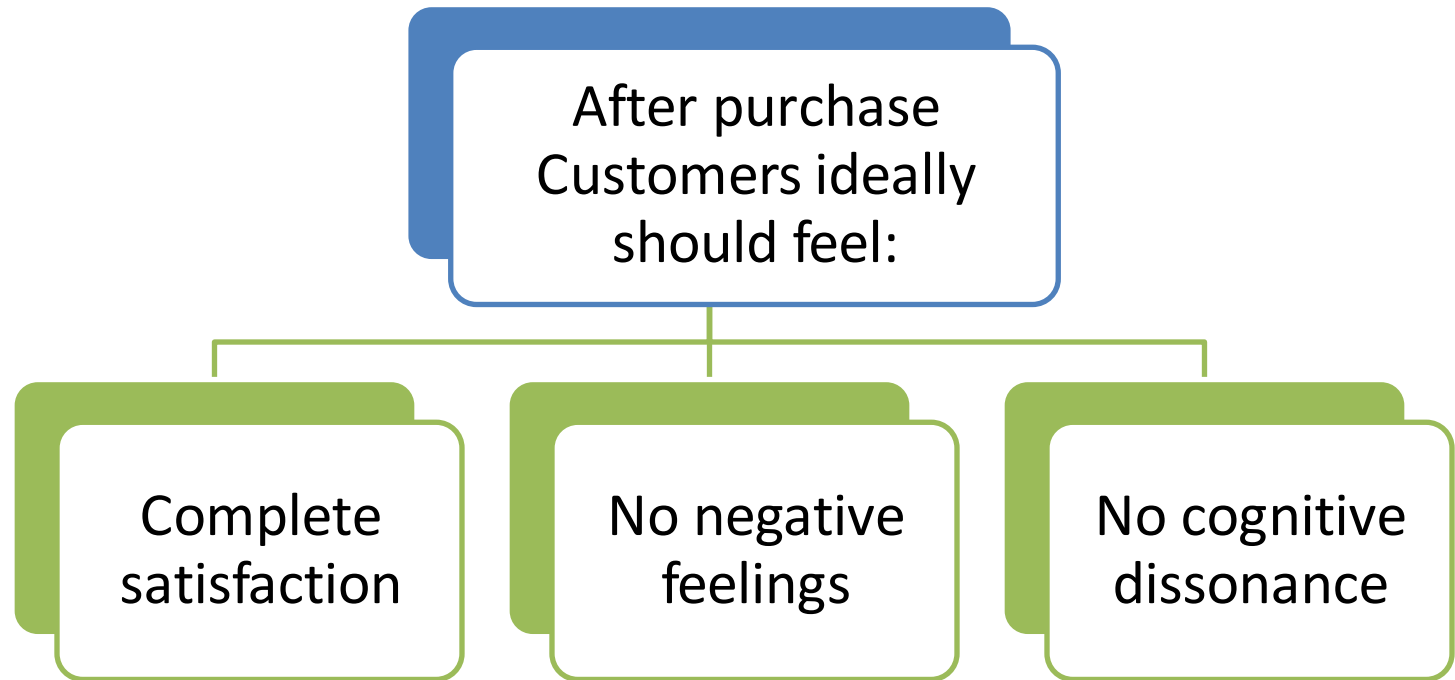 After purchase
Customers ideally
should feel:
Complete
satisfaction
No negative
feelings
No cognitive
dissonance